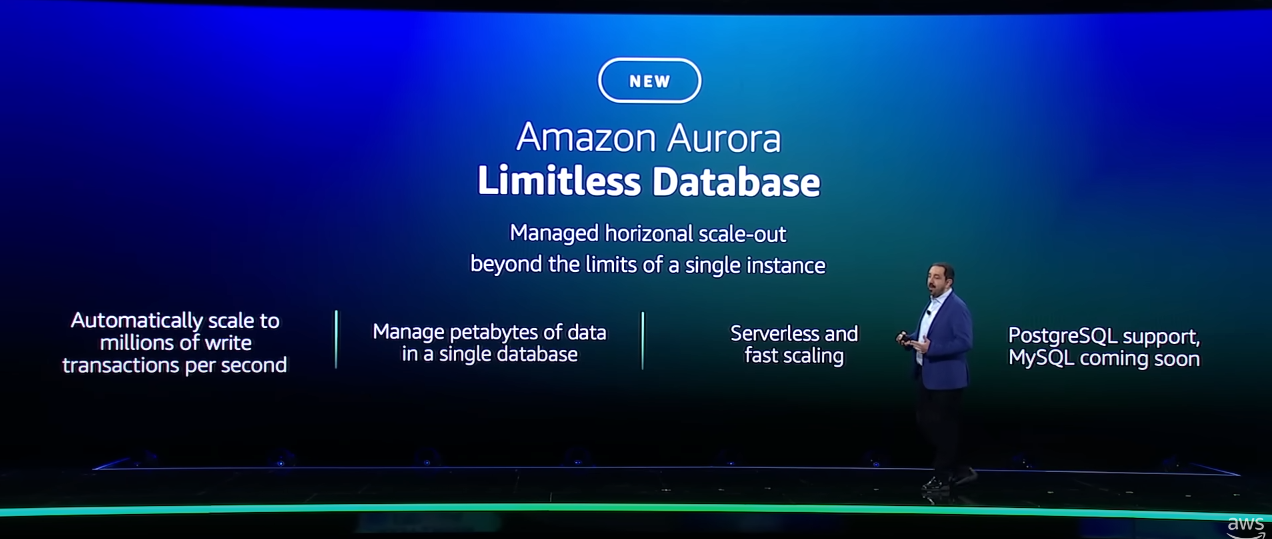 NEW
Amazon Aurora
Limitless Database
Managed horizonal scale-out
beyond the limits of a single instance
Automatically scale to
millions of write
transactions per second
Manage petabytes of data
in a single database
Serverless and
fast scaling
PostgreSQL support,
MySQL coming soon
aws